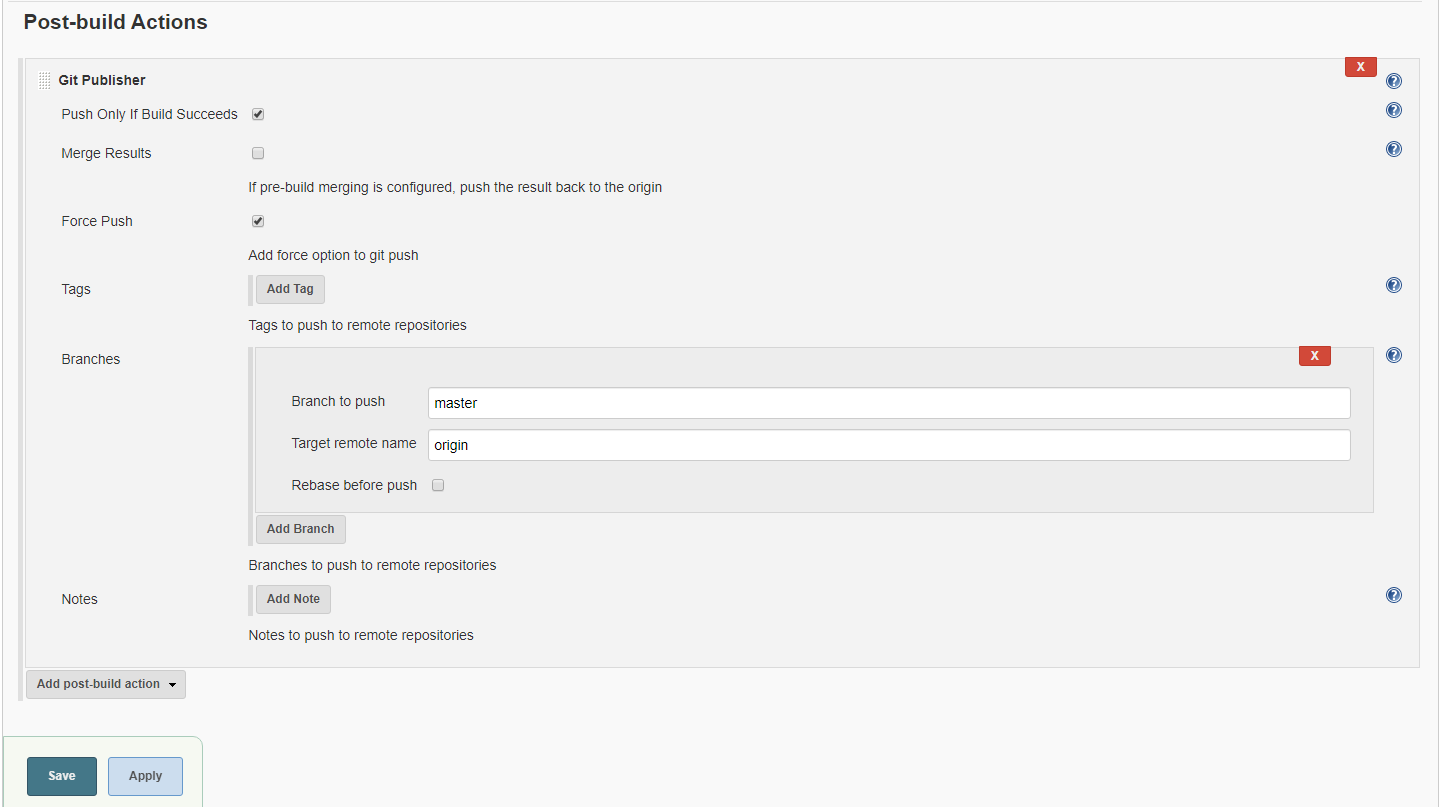 Post-build Actions
Git Publisher
X
?
Push Only If Build Succeeds
?
Merge Results
?
If pre-build merging is configured, push the result back to the origin
Force Push
Add force option to git push
Tags
Add Tag
?
Tags to push to remote repositories
Branches
X
?
Branch to push
master
Target remote name
origin
Rebase before push
Add Branch
Branches to push to remote repositories
Notes
Add Note
?
Notes to push to remote repositories
Add post-build action
Save
Apply